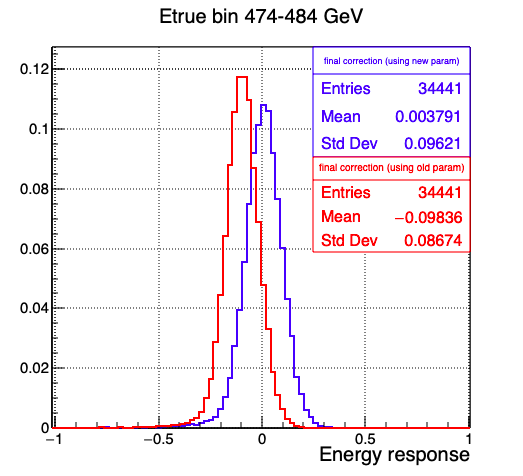 Etrue bin 474-484 GeV
final correction (using new param)
Entries 34441
Mean 0.003791
Std Dev 0.09621
final correction (using old param)
Entries 34441
Mean −0.09836
Std Dev 0.08674
0.12
0.1
0.08
0.06
0.04
0.02
0
−1 −0.5 0 0.5 1
Energy response